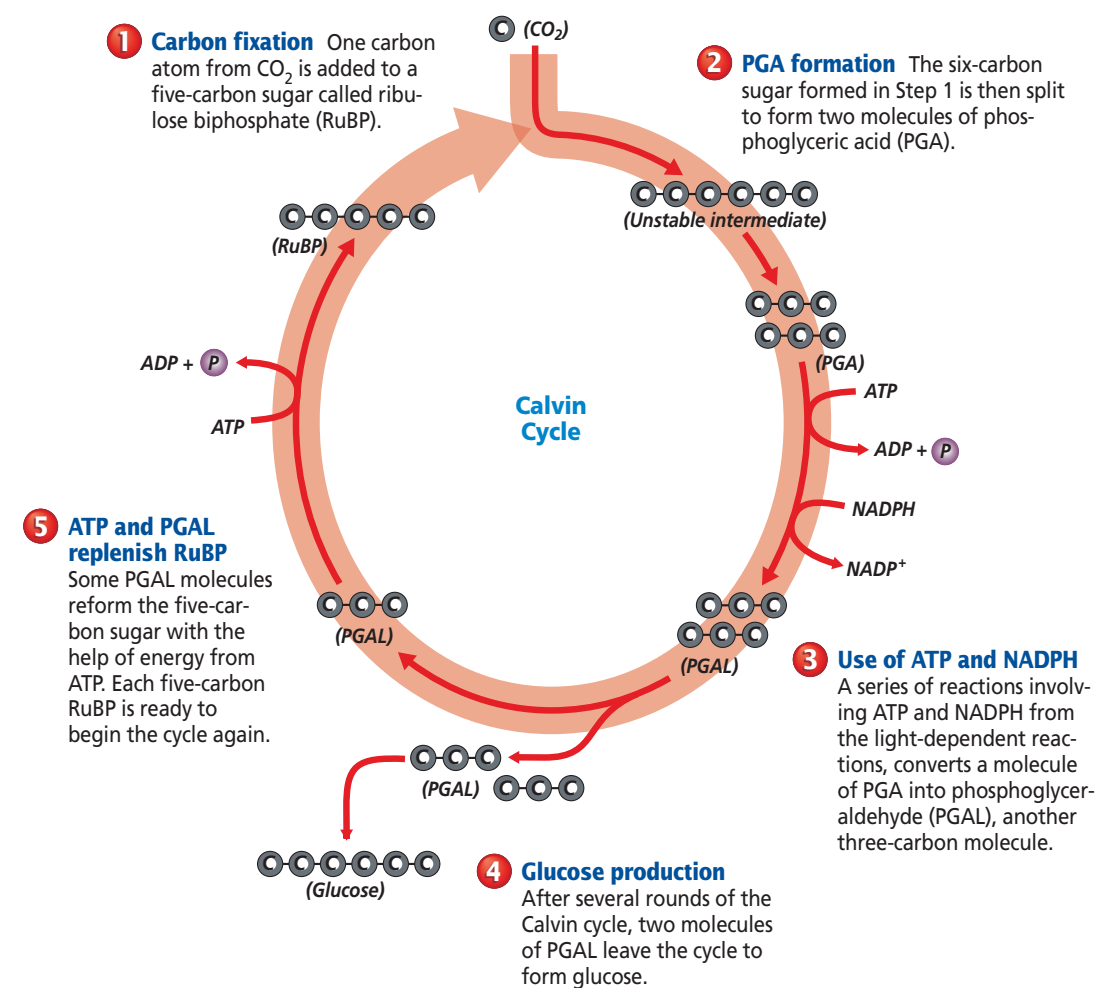 1 Carbon fixation One carbon
atom from CO2 is added to a
five-carbon sugar called ribu-
lose biphosphate (RuBP).
C (CO2)
2 PGA formation The six-carbon
sugar formed in Step 1 is then split
to form two molecules of phos-
phoglyceric acid (PGA).
C C C C C C
(Unstable intermediate)
C C C
C C C
(PGA)
ATP
ADP + P
NADPH
NADP+
C C C
C C C
(PGAL)
3 Use of ATP and NADPH
A series of reactions involv-
ing ATP and NADPH from
the light-dependent reac-
tions, converts a molecule
of PGA into phosphoglycer-
aldehyde (PGAL), another
three-carbon molecule.
C C C
(PGAL) C C C
C C C C C C
(Glucose)
4 Glucose production
After several rounds of the
Calvin cycle, two molecules
of PGAL leave the cycle to
form glucose.
C C C
(PGAL)
5 ATP and PGAL
replenish RuBP
Some PGAL molecules
reform the five-car-
bon sugar with the
help of energy from
ATP. Each five-carbon
RuBP is ready to
begin the cycle again.
ADP + P
ATP
C C C C C
(RuBP)
Calvin
Cycle